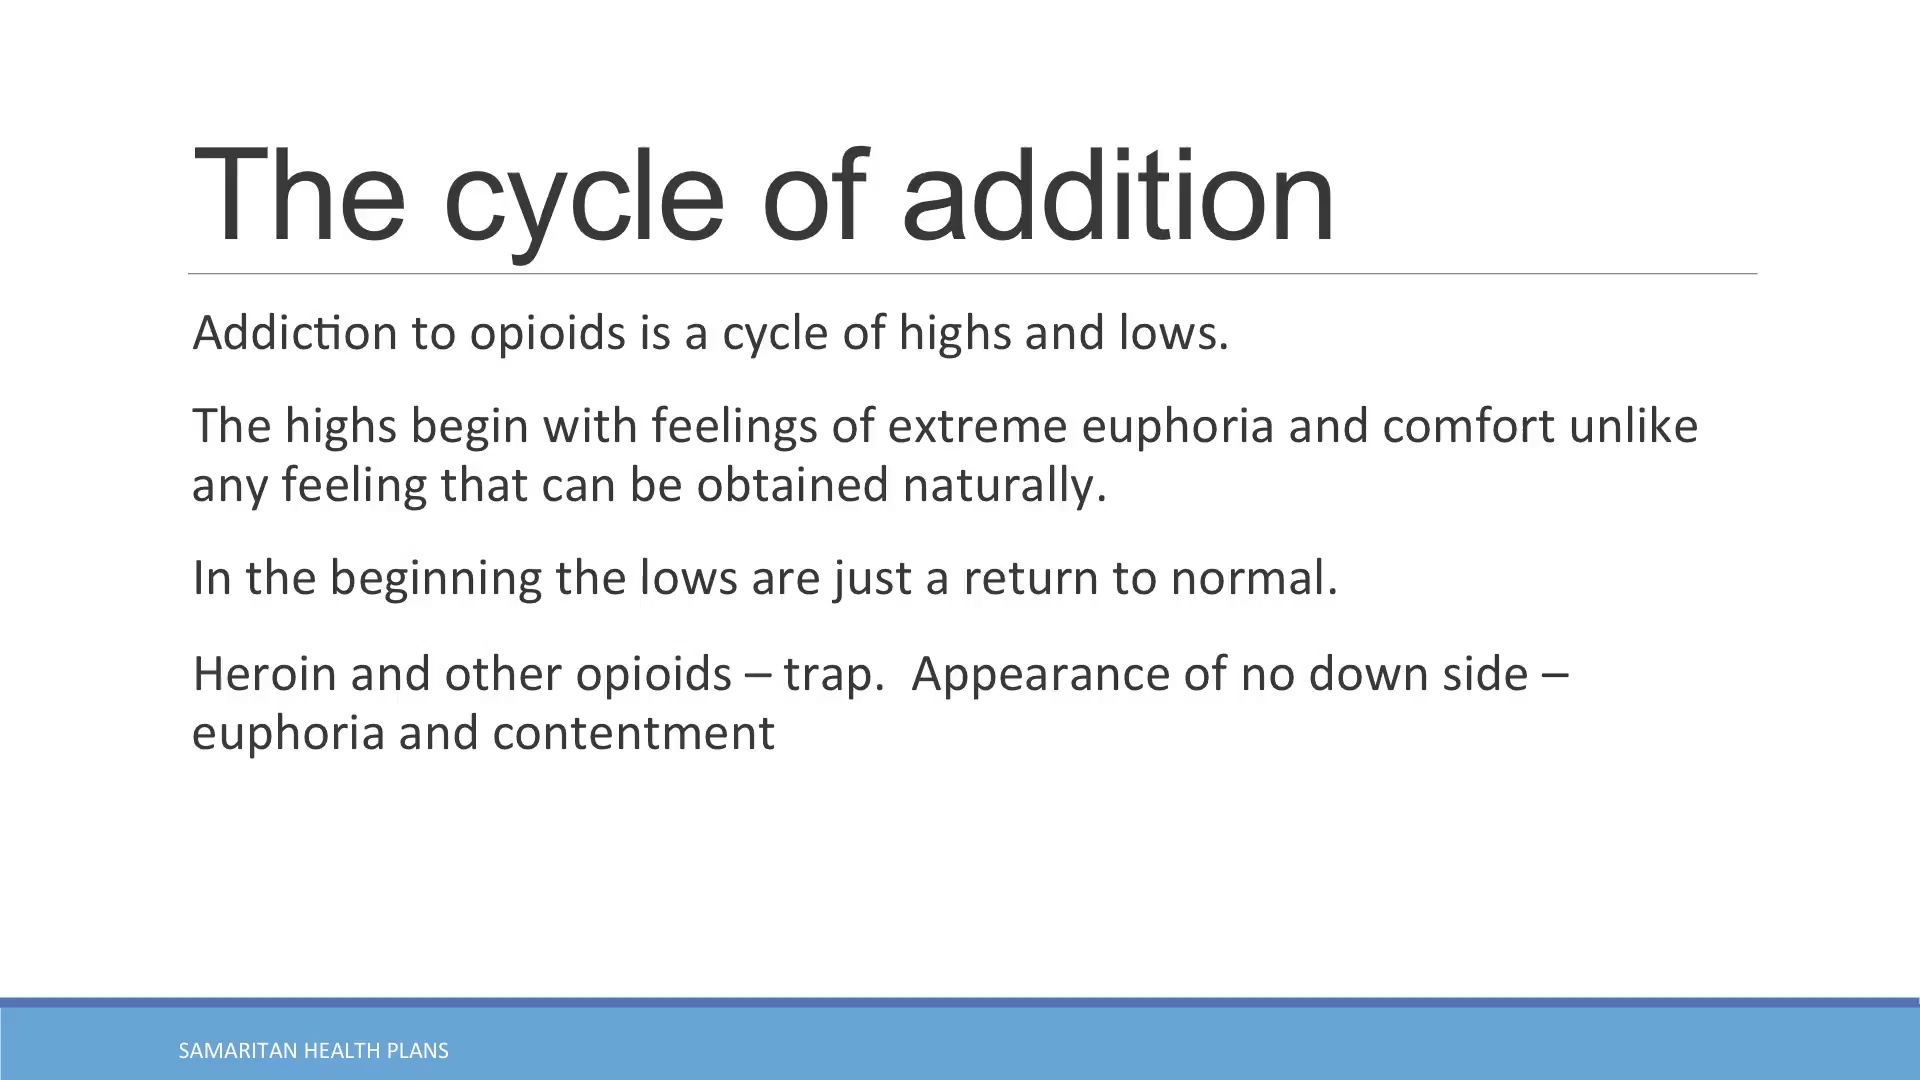 The cycle of addition
Addiction to opioids is a cycle of highs and lows.
The highs begin with feelings of extreme euphoria and comfort unlike
any feeling that can be obtained naturally.
In the beginning the lows are just a return to normal.
Heroin and other opioids – trap.  Appearance of no down side –
euphoria and contentment
SAMARITAN HEALTH PLANS